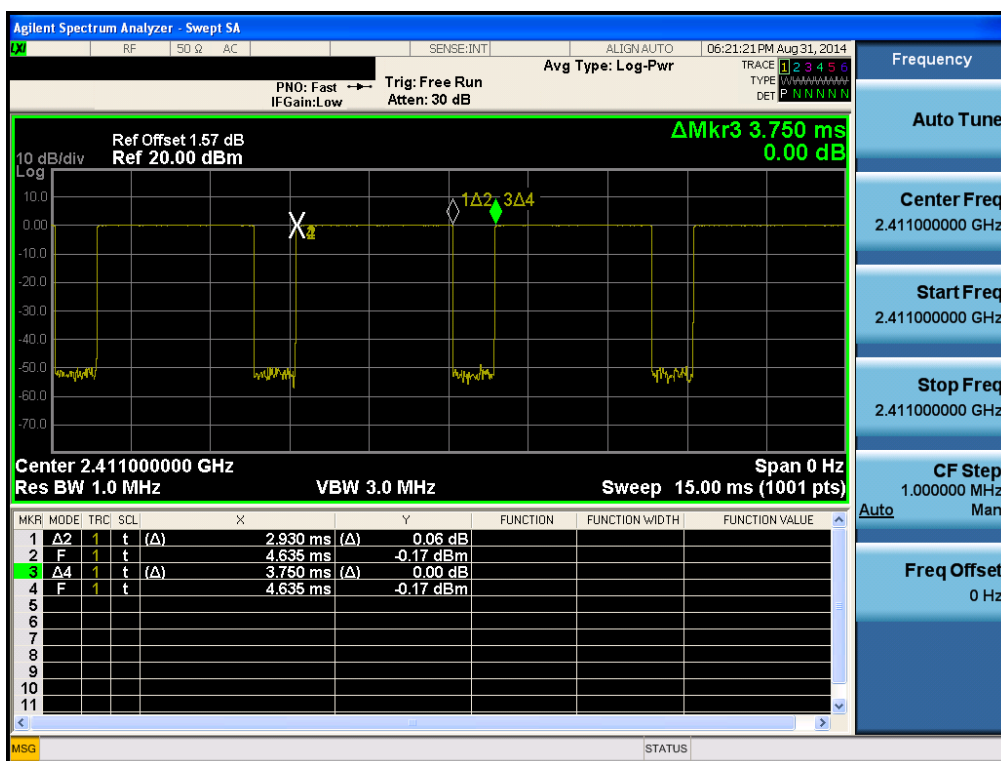 Agilent Spectrum Analyzer - Swept SA
LXI RF 50 Ω AC SENSE:INT ALIGN AUTO 06:21:21 PM Aug 31, 2014
Avg Type: Log-Pwr
TRACE 1 2 3 4 5 6
TYPE
DET P N N N N N
PNO: Fast
IFGain:Low
Trig: Free Run
Atten: 30 dB
ΔMkr3 3.750 ms
0.00 dB
Ref Offset 1.57 dB
Ref 20.00 dBm
10 dB/div
Log
10.0
0.00
-10.0
-20.0
-30.0
-40.0
-50.0
-60.0
-70.0
1Δ2 3Δ4
X
Center 2.411000000 GHz Span 0 Hz
Res BW 1.0 MHz VBW 3.0 MHz Sweep 15.00 ms (1001 pts)
MKR MODE TRC SCL X Y FUNCTION FUNCTION WIDTH FUNCTION VALUE
1 Δ2 1 t (Δ) 2.930 ms (Δ) 0.06 dB
2 F 1 t 4.635 ms -0.17 dBm
3 Δ4 1 t (Δ) 3.750 ms (Δ) 0.00 dB
4 F 1 t 4.635 ms -0.17 dBm
5
6
7
8
9
10
11
MSG STATUS
Frequency
Auto Tune
Center Freq
2.411000000 GHz
Start Freq
2.411000000 GHz
Stop Freq
2.411000000 GHz
CF Step
1.000000 MHz
Auto Man
Freq Offset
0 Hz